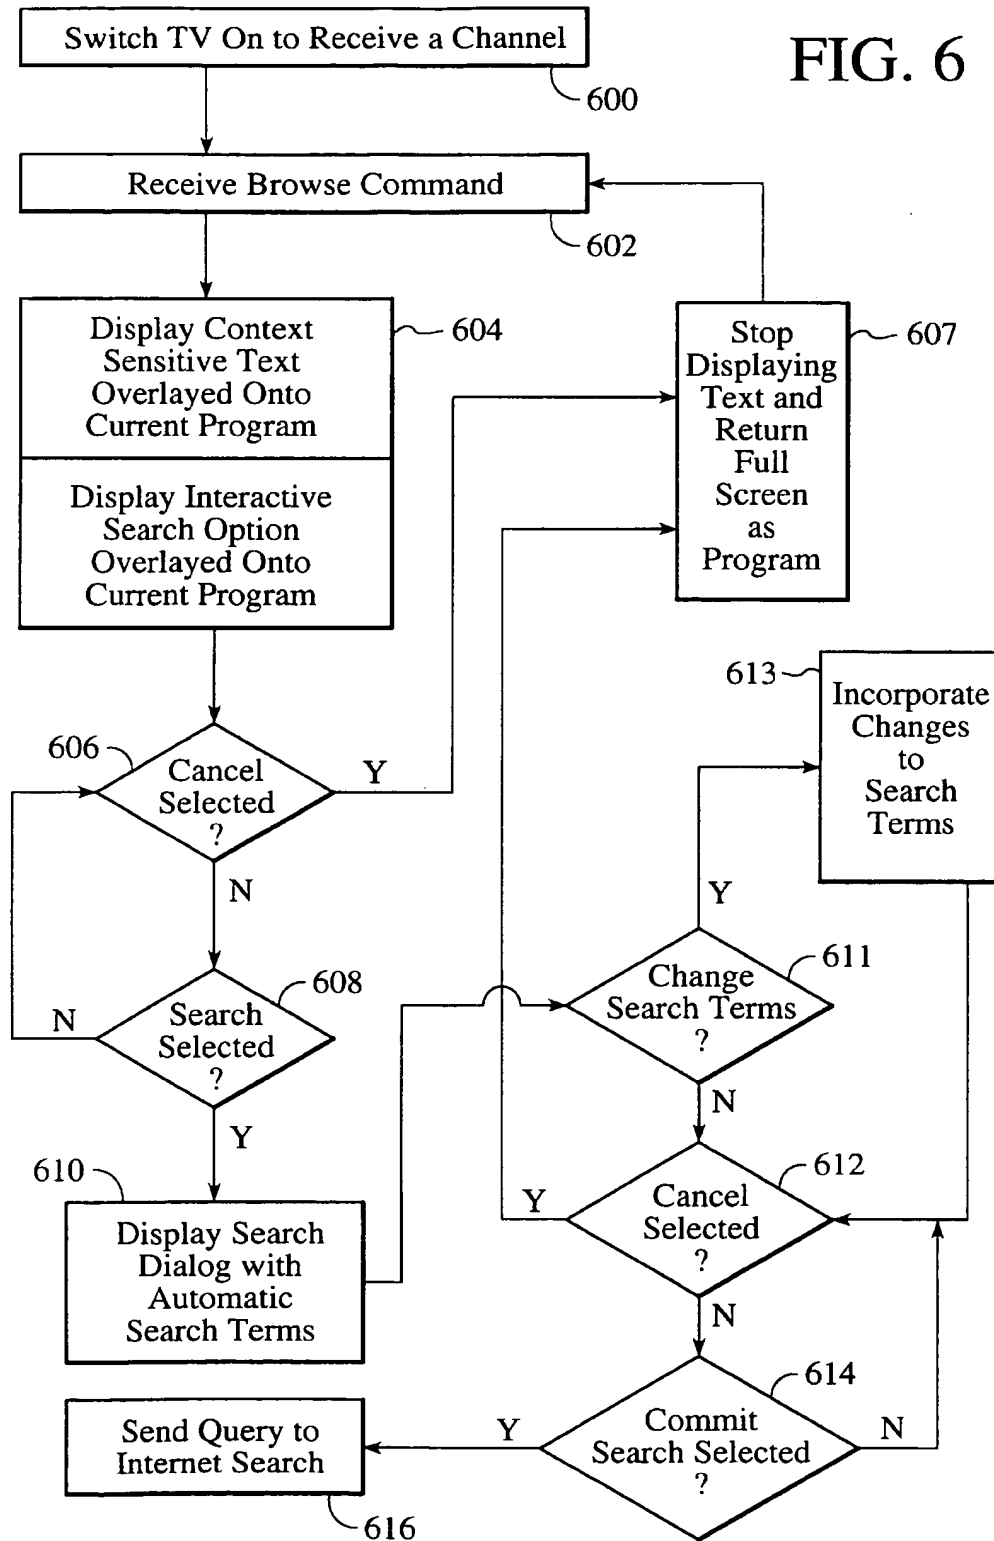 FIG. 6
Switch TV On to Receive a Channel
600
Receive Browse Command
602
Display Context
Sensitive Text
Overlayed Onto
Current Program
604
Display Interactive
Search Option
Overlayed Onto
Current Program
Stop
Displaying
Text and
Return
Full
Screen
as
Program
607
606
Cancel
Selected
?
Y
N
608
Search
Selected
?
N
Y
610
Display Search
Dialog with
Automatic
Search Terms
613
Incorporate
Changes
to
Search
Terms
Y
611
Change
Search Terms
?
N
612
Cancel
Selected
?
Y
N
614
Commit
Search Selected
?
Y
N
Send Query to
Internet Search
616